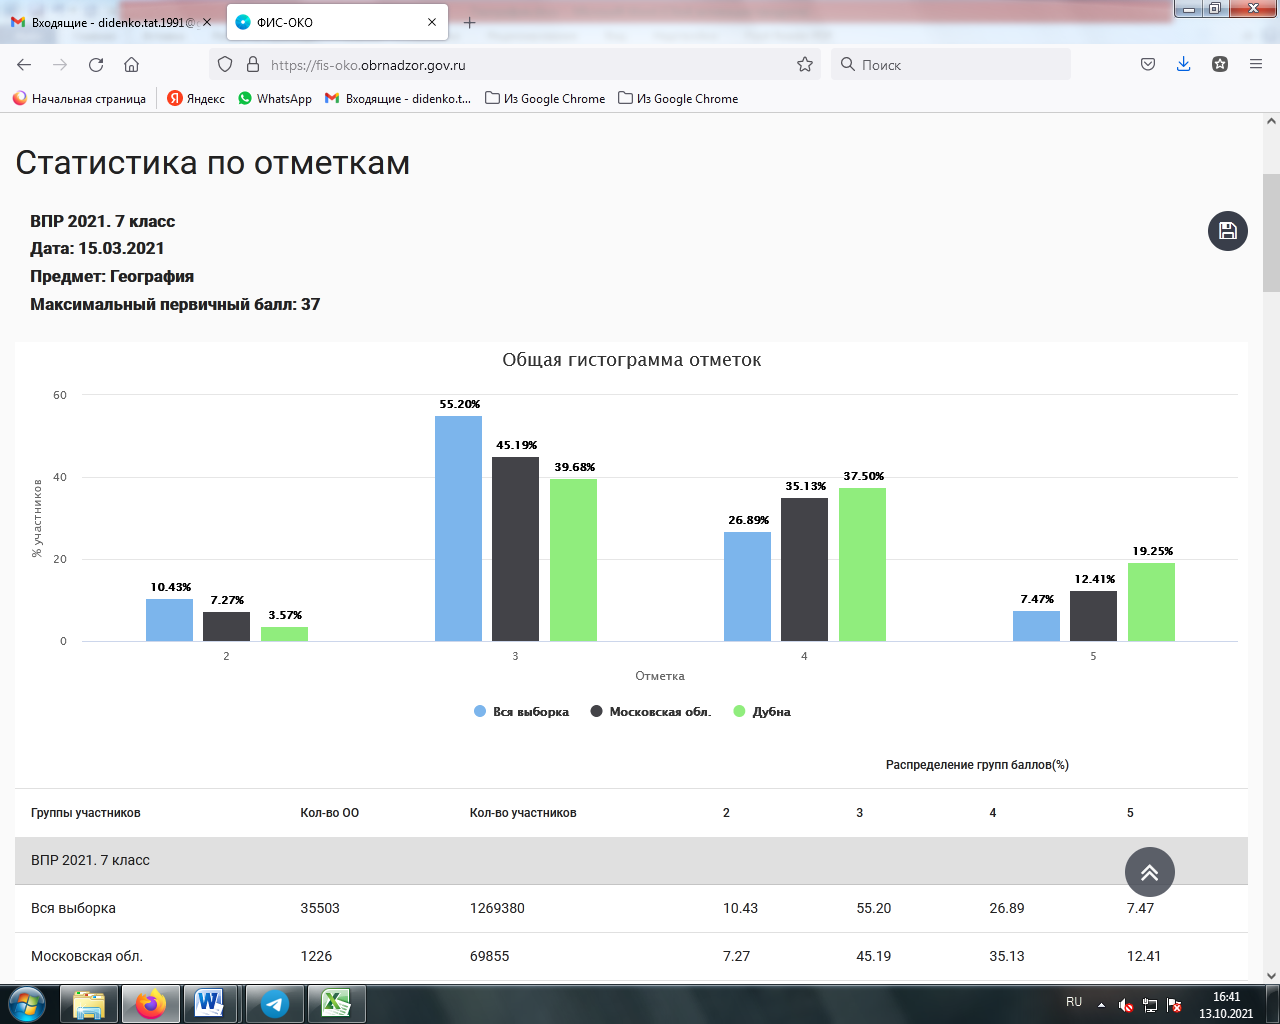 Входящие - didenko.tat.1991@
ФИС-ОКО
https://fis-oko.obrnadzor.gov.ru
Поиск
Начальная страница
Яндекс
WhatsApp
Входящие - didenko.t...
Из Google Chrome
Из Google Chrome
Статистика по отметкам
ВПР 2021. 7 класс
Дата: 15.03.2021
Предмет: География
Максимальный первичный балл: 37
Общая гистограмма отметок
% участников
60
40
20
0
10.43%
7.27%
3.57%
55.20%
45.19%
39.68%
26.89%
35.13%
37.50%
7.47%
12.41%
19.25%
2 3 4 5
Отметка
Вся выборка Московская обл. Дубна
Распределение групп баллов(%)
Группы участников Кол-во ОО Кол-во участников 2 3 4 5
ВПР 2021. 7 класс
Вся выборка 35503 1269380 10.43 55.20 26.89 7.47
Московская обл. 1226 69855 7.27 45.19 35.13 12.41
RU
16:41
13.10.2021